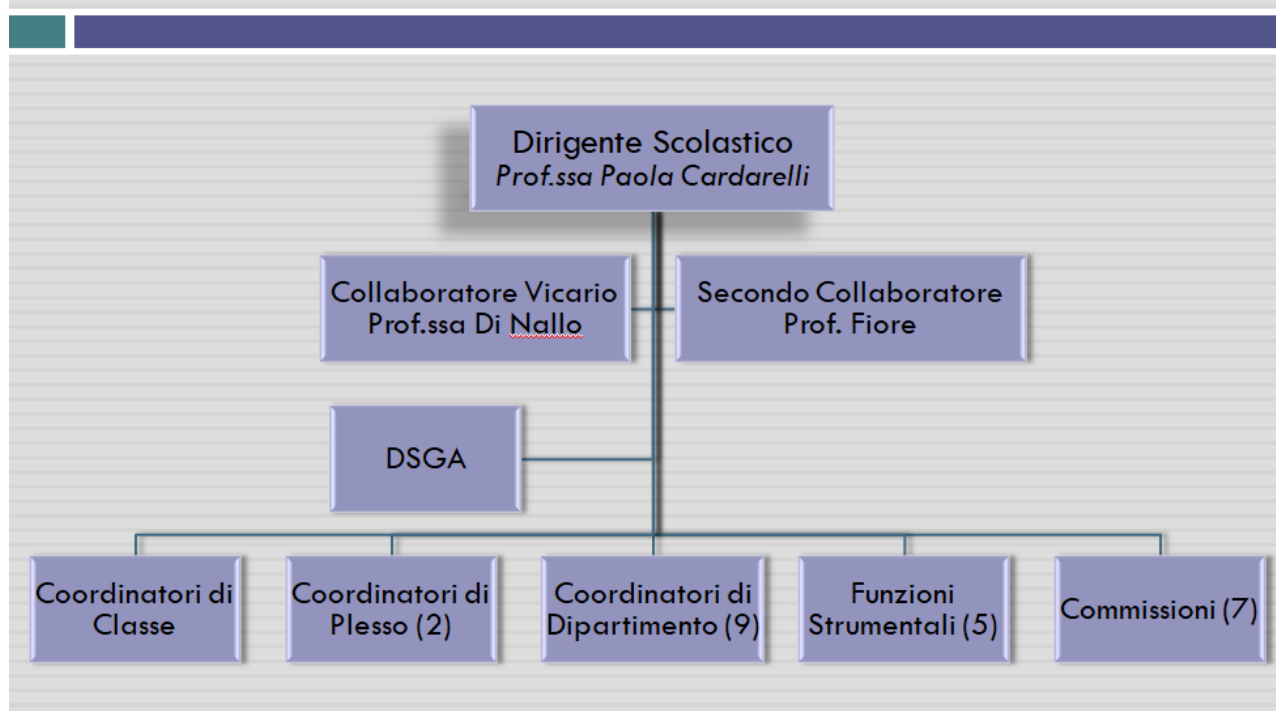 Dirigente Scolastico
Prof.ssa Paola Cardarelli
Collaboratore Vicario
Prof.ssa Di Nallo
Secondo Collaboratore
Prof. Fiore
DSGA
Coordinatori di
Classe
Coordinatori di
Plesso (2)
Coordinatori di
Dipartimento (9)
Funzioni
Strumentali (5)
Commissioni (7)